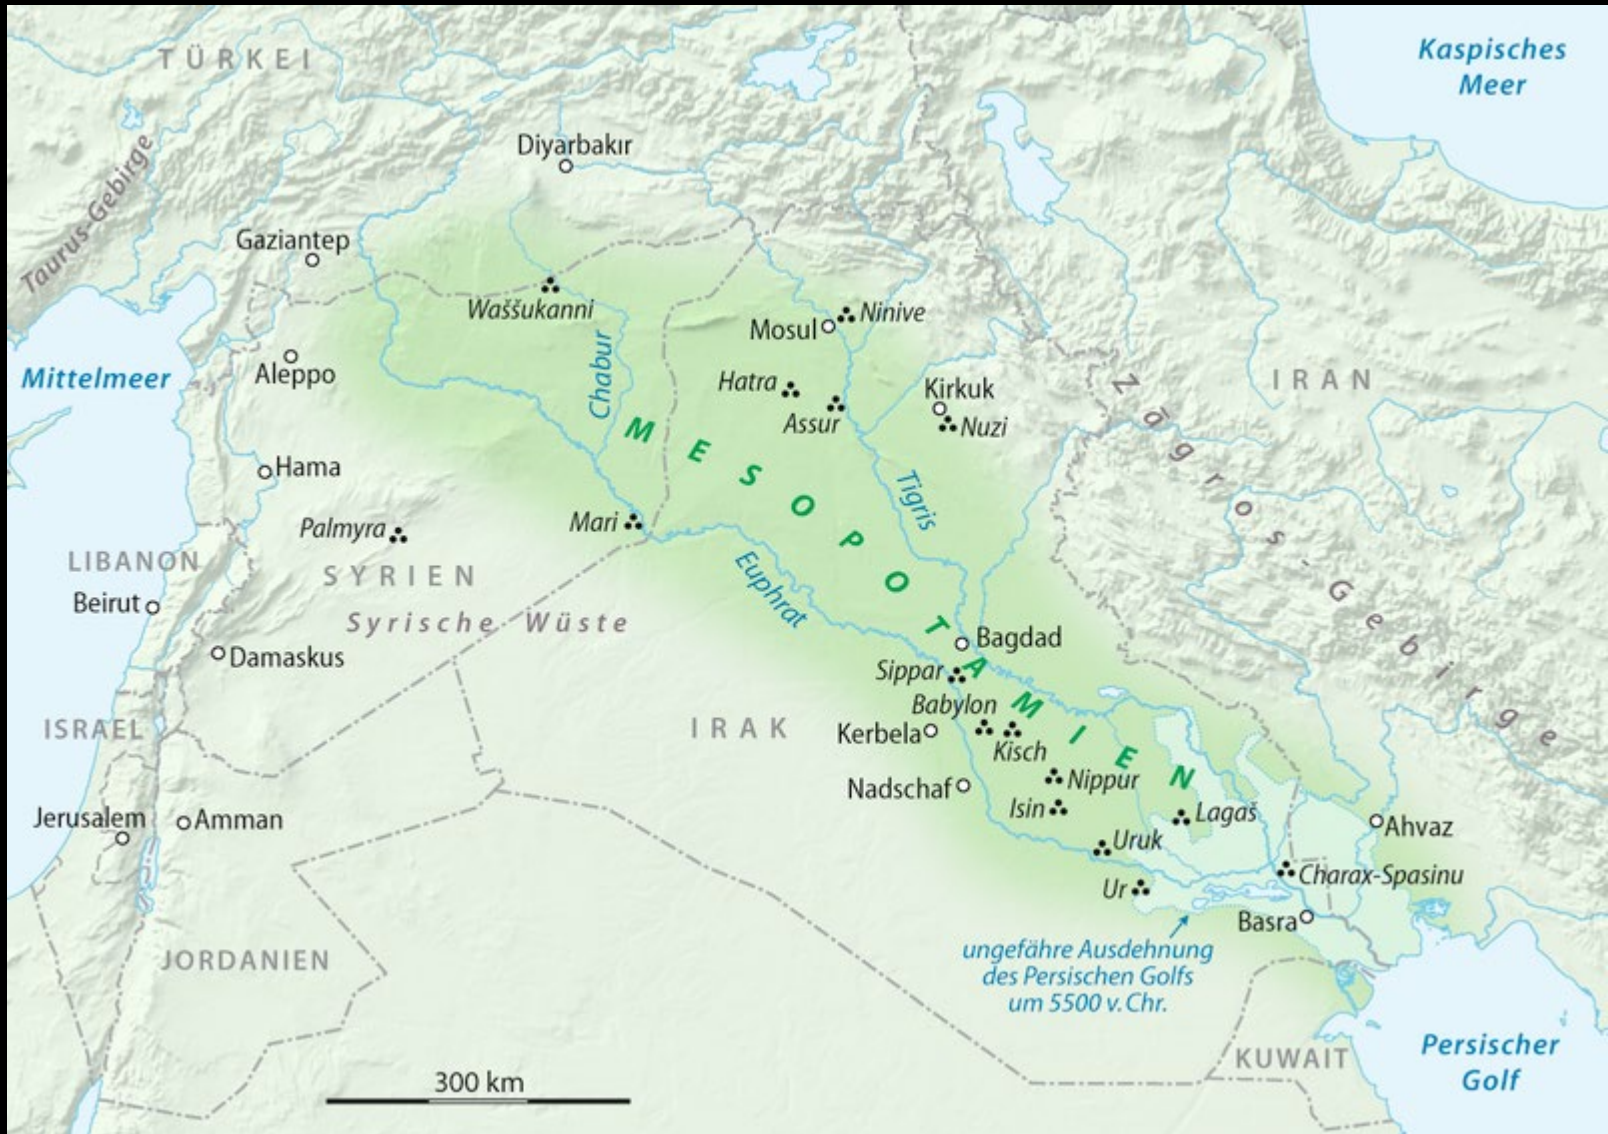 TÜRKEI
Kaspisches
Meer
Diyarbakır
Taurus-Gebirge
Gaziantep
Waššukanni
Ninive
Mosul
Mittelmeer
Aleppo
Chabur
Hatra
Assur
Kirkuk
Nuzi
IRAN
Zagros-Gebirge
MESOPOTAMIEN
Hama
Tigris
Palmyra
Mari
LIBANON
SYRIEN
Euphrat
Beirut
Syrische Wüste
Bagdad
Damaskus
Sippar
Babylon
ISRAEL
IRAK
Kerbela
Kisch
Nippur
Nadschaf
Isin
Lagaš
Jerusalem
Amman
Ahvaz
Uruk
Charax-Spasinu
Ur
Basra
JORDANIEN
ungefähre Ausdehnung
des Persischen Golfs
um 5500 v. Chr.
KUWAIT
Persischer
Golf
300 km